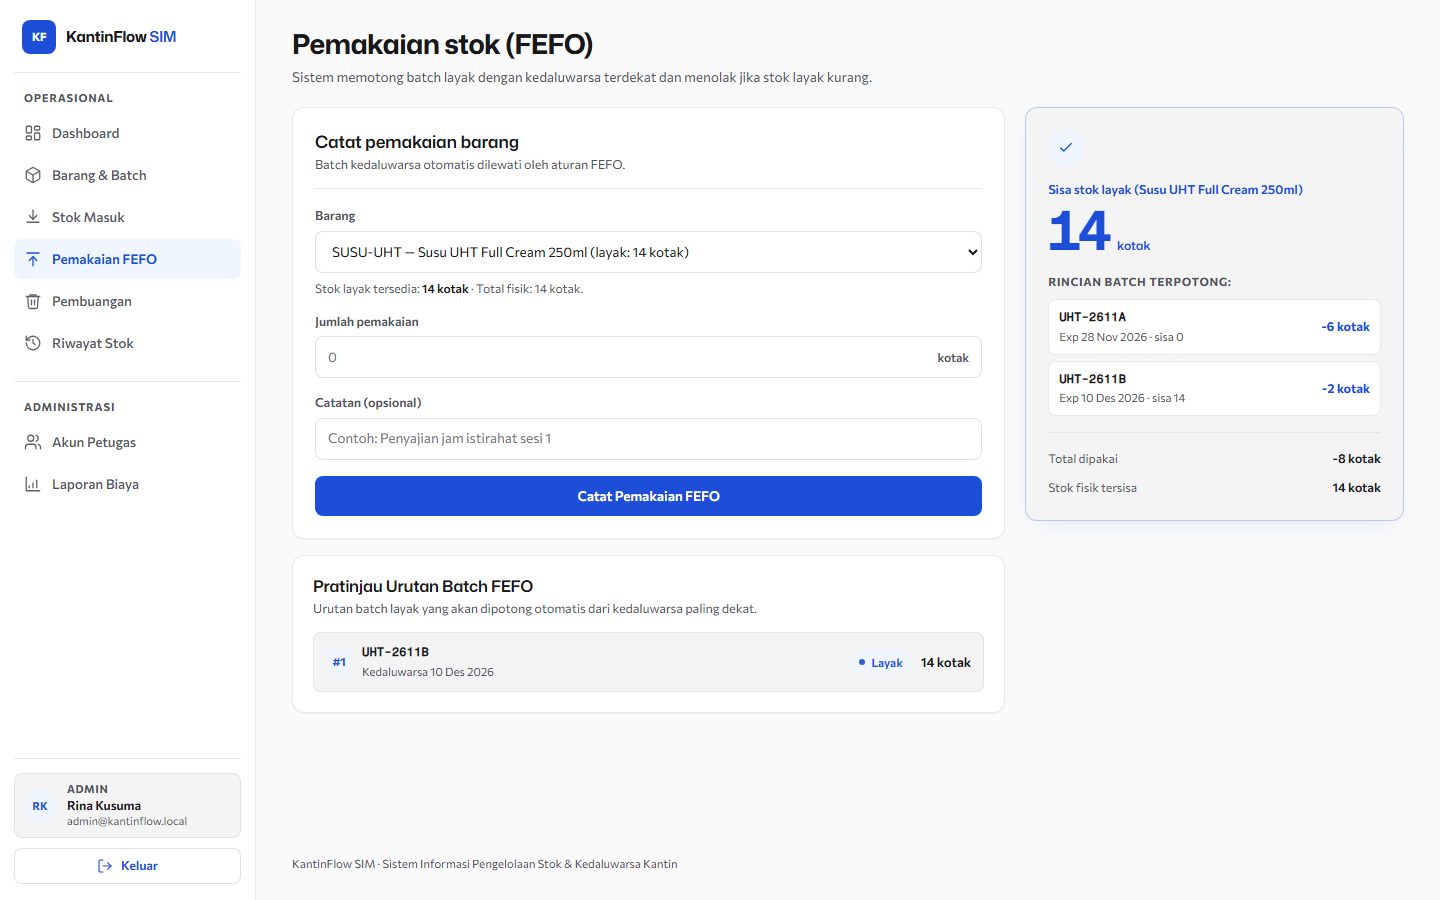 KF KantinFlow SIM
OPERASIONAL
Dashboard
Barang & Batch
Stok Masuk
Pemakaian FEFO
Pembuangan
Riwayat Stok
ADMINISTRASI
Akun Petugas
Laporan Biaya
RK
ADMIN
Rina Kusuma
admin@kantinflow.local
Keluar
Pemakaian stok (FEFO)
Sistem memotong batch layak dengan kedaluwarsa terdekat dan menolak jika stok layak kurang.
Catat pemakaian barang
Batch kedaluwarsa otomatis dilewati oleh aturan FEFO.
Barang
SUSU-UHT — Susu UHT Full Cream 250ml (layak: 14 kotak)
Stok layak tersedia: 14 kotak · Total fisik: 14 kotak.
Jumlah pemakaian
0 kotak
Catatan (opsional)
Contoh: Penyajian jam istirahat sesi 1
Catat Pemakaian FEFO
Pratinjau Urutan Batch FEFO
Urutan batch layak yang akan dipotong otomatis dari kedaluwarsa paling dekat.
#1 UHT-2611B Layak 14 kotak
Kedaluwarsa 10 Des 2026
Sisa stok layak (Susu UHT Full Cream 250ml)
14 kotak
RINCIAN BATCH TERPOTONG:
UHT-2611A -6 kotak
Exp 28 Nov 2026 · sisa 0
UHT-2611B -2 kotak
Exp 10 Des 2026 · sisa 14
Total dipakai -8 kotak
Stok fisik tersisa 14 kotak
KantinFlow SIM · Sistem Informasi Pengelolaan Stok & Kedaluwarsa Kantin